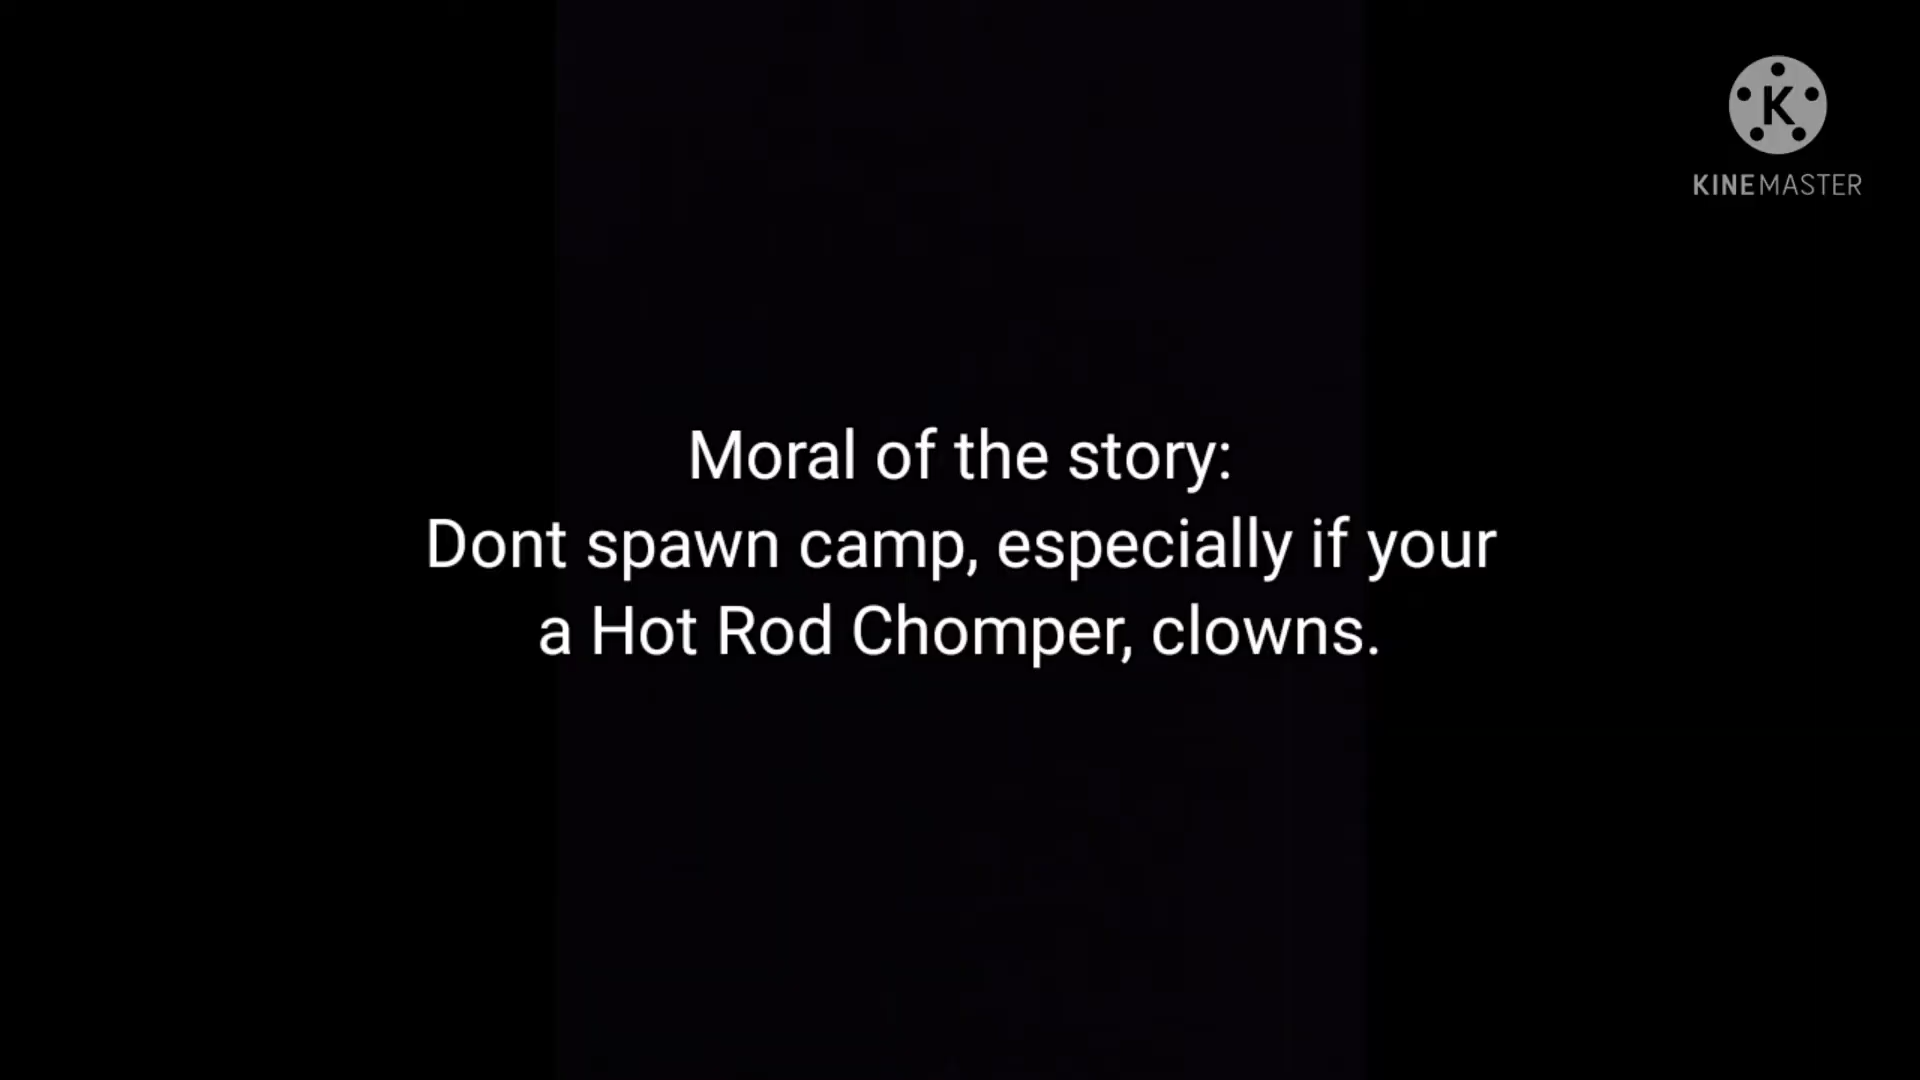 K
KINEMASTER
Moral of the story:
Dont spawn camp, especially if your
a Hot Rod Chomper, clowns.